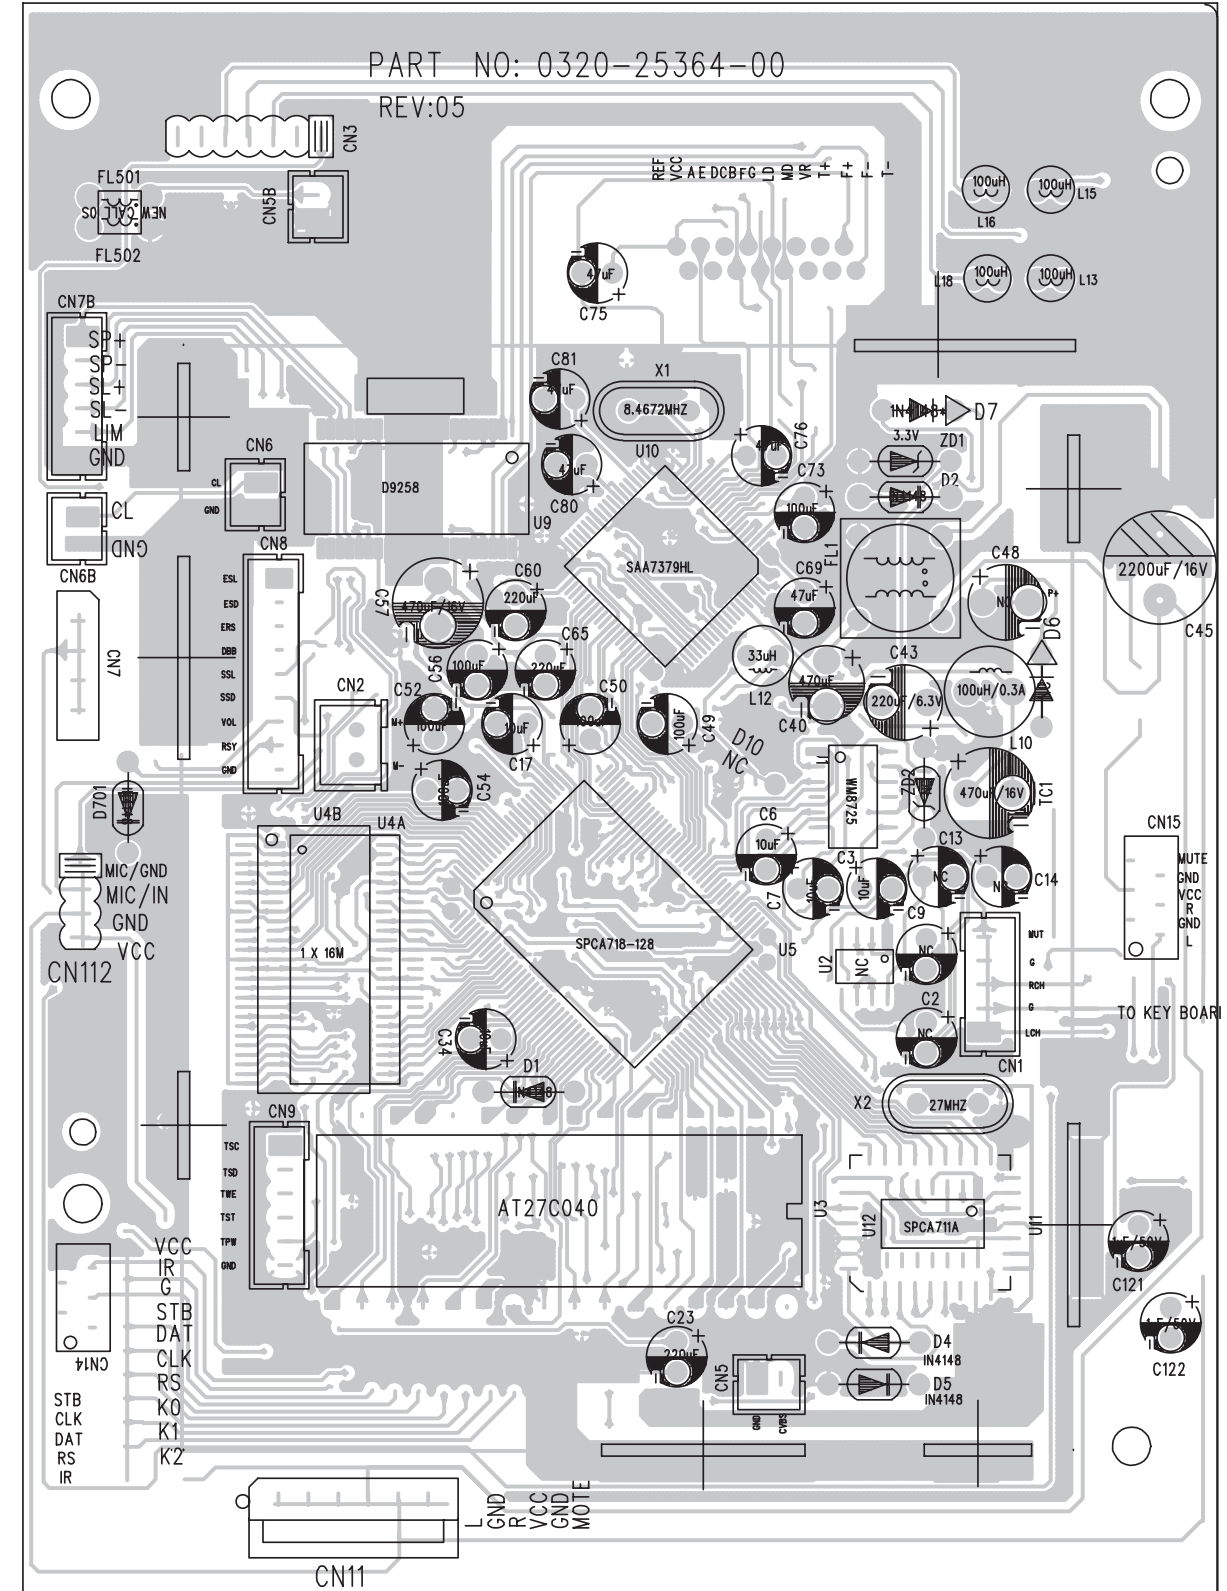 PART NO: 0320-25364-00
REV:05
CN3
FL501
NEW CALL OS
FL502
CN5B
REF
VCC
A E D C B F G
LD
MD
VR
T+
F+
F-
T-
100uH
L16
100uH
L15
100uH
L18
100uH
L13
47uF
C75
CN7B
SP+
SP-
SL+
SL-
LIM
GND
CL
GND
CN6B
CN6
CL
GND
D9258
U9
C81
C80
47uF
X1
8.4672MHZ
U10
SAA7379HL
C76
C73
100uF
C69
47uF
D7
3.3V
ZD1
D2
FL1
C48
NC
P+
D6
2200uF/16V
C45
CN7
CN8
ESL
ESD
ERS
DBB
SSL
SSD
VOL
RSY
GND
CN2
M+
M-
C57
470uF/16V
C60
220uF
C56
100uF
C65
220uF
C52
100uF
C17
10uF
C50
C49
100uF
C54
33uH
L12
470uF
C40
C43
220uF/6.3V
100uH/0.3A
L10
D10
NC
U1
WM8725
ZD2
470uF/16V
TC1
D701
MIC/GND
MIC/IN
GND
VCC
CN112
U4B
U4A
1 X 16M
SPCA718-128
U5
C6
10uF
C7
10uF
C3
10uF
C9
C13
NC
C14
NC
CN15
MUTE
GND
VCC
R
GND
L
U2
NC
NC
C2
NC
MUT
G
RCH
G
LCH
CN1
TO KEY BOAR
C34
D1
X2
27MHZ
CN9
TSC
TSD
TWE
TST
TPW
GND
AT27C040
U3
U12
SPCA711A
U11
C121
C122
CN14
VCC
IR
G
STB
DAT
CLK
RS
K0
K1
K2
STB
CLK
DAT
RS
IR
C23
220uF
CN5
GND
CVBS
D4
IN4148
D5
IN4148
L
GND
R
VCC
GND
MOTE
CN11